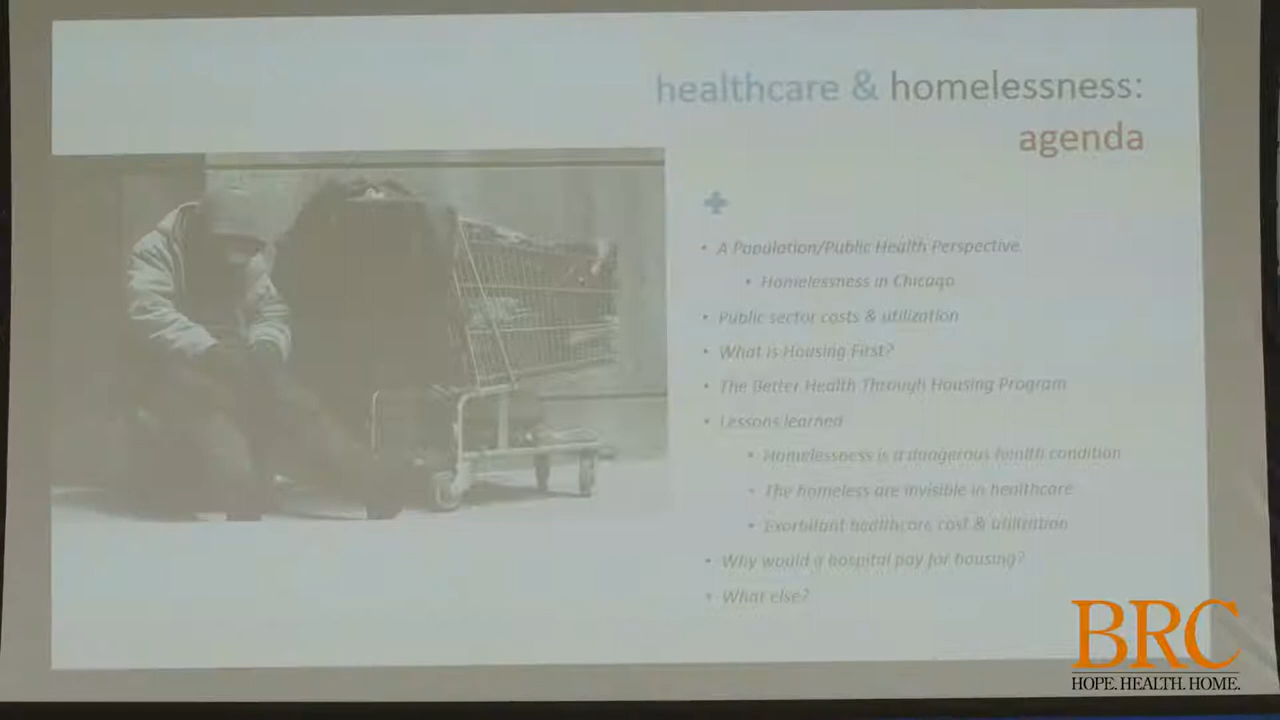 healthcare & homelessness:
agenda
• A Population/Public Health Perspective
• Homelessness in Chicago
• Public sector costs & utilization
• What is Housing First?
• The Better Health Through Housing Program
• Lessons learned
• Homelessness is a dangerous health condition
• The homeless are invisible in healthcare
• Exorbitant healthcare cost & utilization
• Why would a hospital pay for housing?
• What else?
BRC
HOPE. HEALTH. HOME.